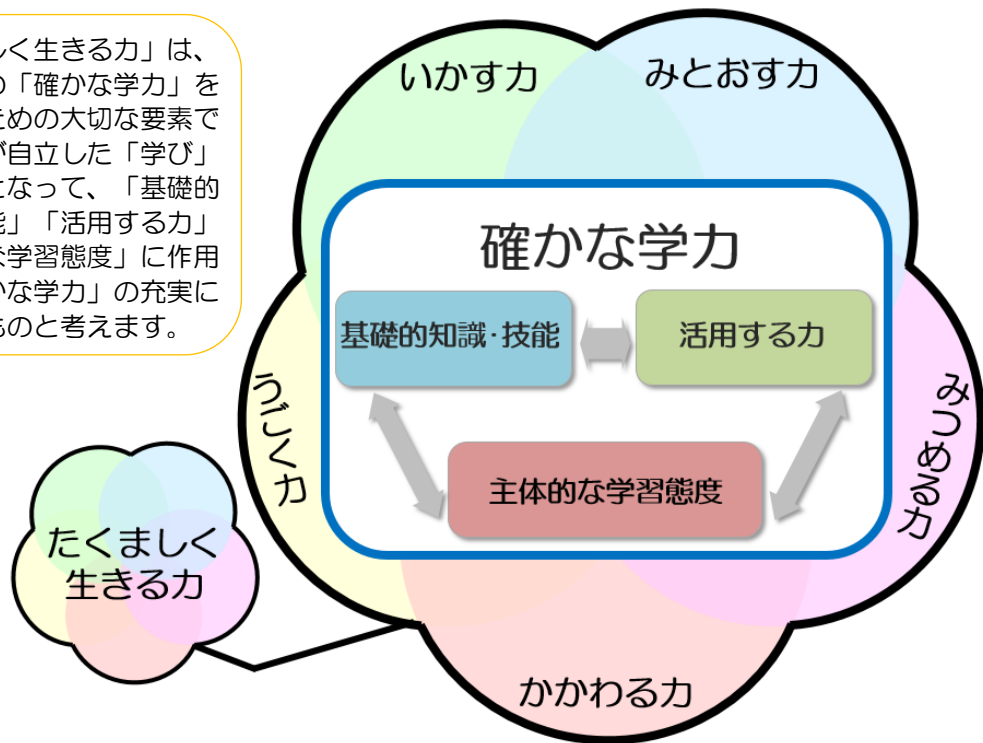 しく生きる力」は、
の「確かな学力」を
ための大切な要素で
が自立した「学び」
になって、「基礎的
能」「活用する力」
な学習態度」に作用
かな学力」の充実に
ものと考えます。
いかす力
みとおす力
確かな学力
基礎的知識・技能
活用する力
主体的な学習態度
うごく力
みつめる力
かかわる力
たくましく
生きる力